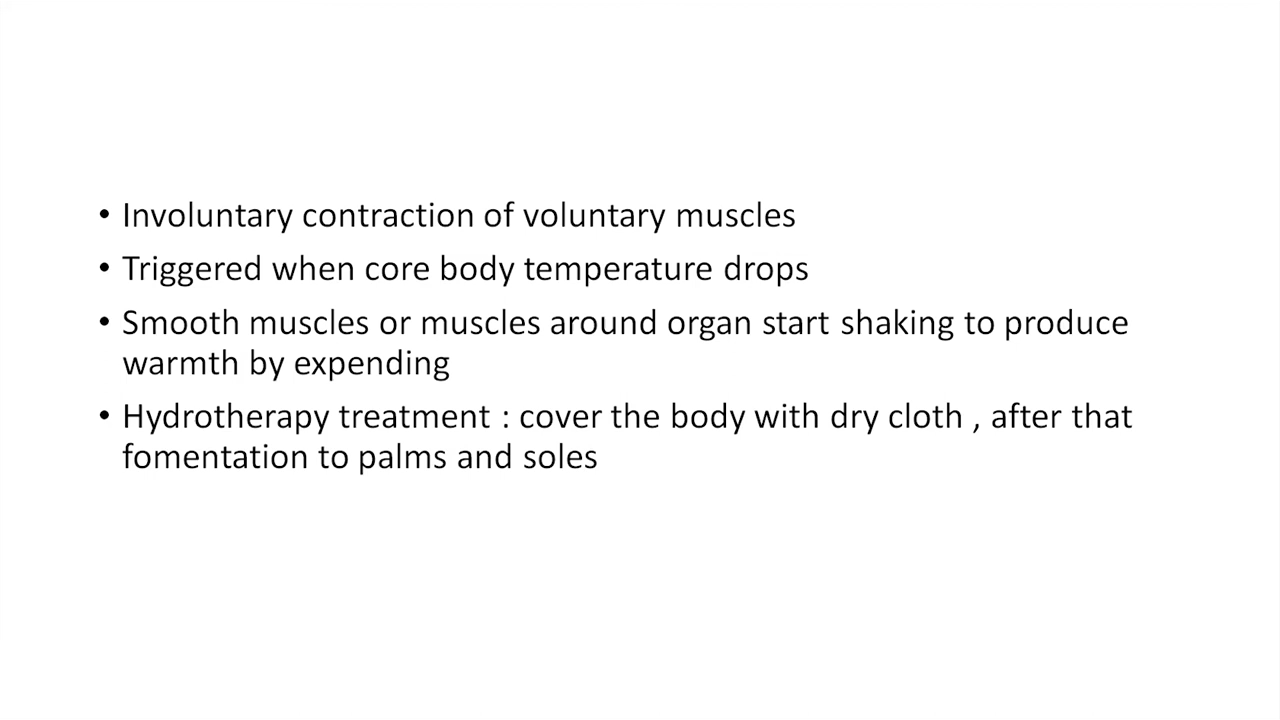 • Involuntary contraction of voluntary muscles
• Triggered when core body temperature drops
• Smooth muscles or muscles around organ start shaking to produce
warmth by expending
• Hydrotherapy treatment : cover the body with dry cloth , after that
fomentation to palms and soles